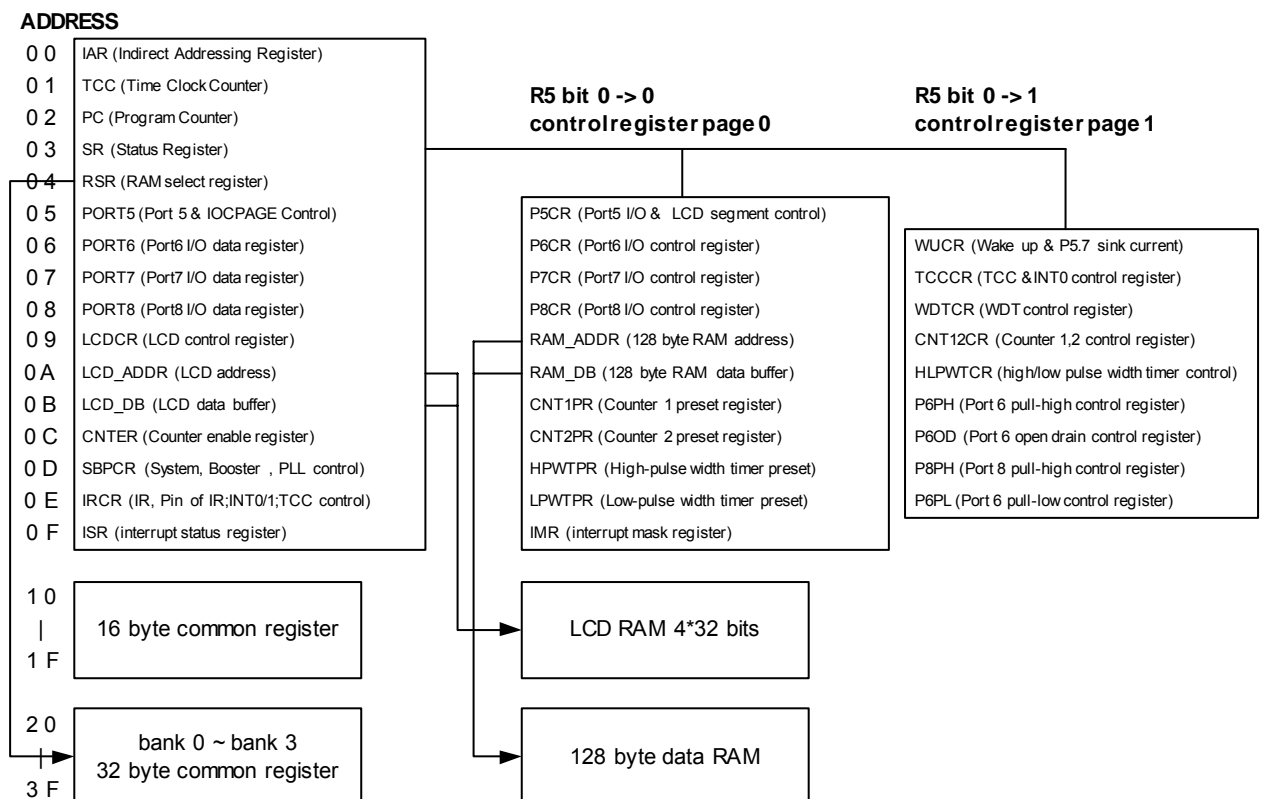 ADDRESS
0 0 IAR (Indirect Addressing Register)
0 1 TCC (Time Clock Counter)
0 2 PC (Program Counter)
0 3 SR (Status Register)
0 4 RSR (RAM select register)
0 5 PORT5 (Port 5 & IOCPAGE Control)
0 6 PORT6 (Port6 I/O data register)
0 7 PORT7 (Port7 I/O data register)
0 8 PORT8 (Port8 I/O data register)
0 9 LCDCR (LCD control register)
0 A LCD_ADDR (LCD address)
0 B LCD_DB (LCD data buffer)
0 C CNTER (Counter enable register)
0 D SBPCR (System, Booster , PLL control)
0 E IRCR (IR, Pin of IR;INT0/1;TCC control)
0 F ISR (interrupt status register)
R5 bit 0 -> 0
control register page 0
P5CR (Port5 I/O & LCD segment control)
P6CR (Port6 I/O control register)
P7CR (Port7 I/O control register)
P8CR (Port8 I/O control register)
RAM_ADDR (128 byte RAM address)
RAM_DB (128 byte RAM data buffer)
CNT1PR (Counter 1 preset register)
CNT2PR (Counter 2 preset register)
HPWTPR (High-pulse width timer preset)
LPWTPR (Low-pulse width timer preset)
IMR (interrupt mask register)
R5 bit 0 -> 1
control register page 1
WUCR (Wake up & P5.7 sink current)
TCCCR (TCC & INT0 control register)
WDTCR (WDT control register)
CNT12CR (Counter 1,2 control register)
HLPWTCR (high/low pulse width timer control)
P6PH (Port 6 pull-high control register)
P6OD (Port 6 open drain control register)
P8PH (Port 8 pull-high control register)
P6PL (Port 6 pull-low control register)
1 0
|
1 F
16 byte common register
LCD RAM 4*32 bits
2 0
|
3 F
bank 0 ~ bank 3
32 byte common register
128 byte data RAM